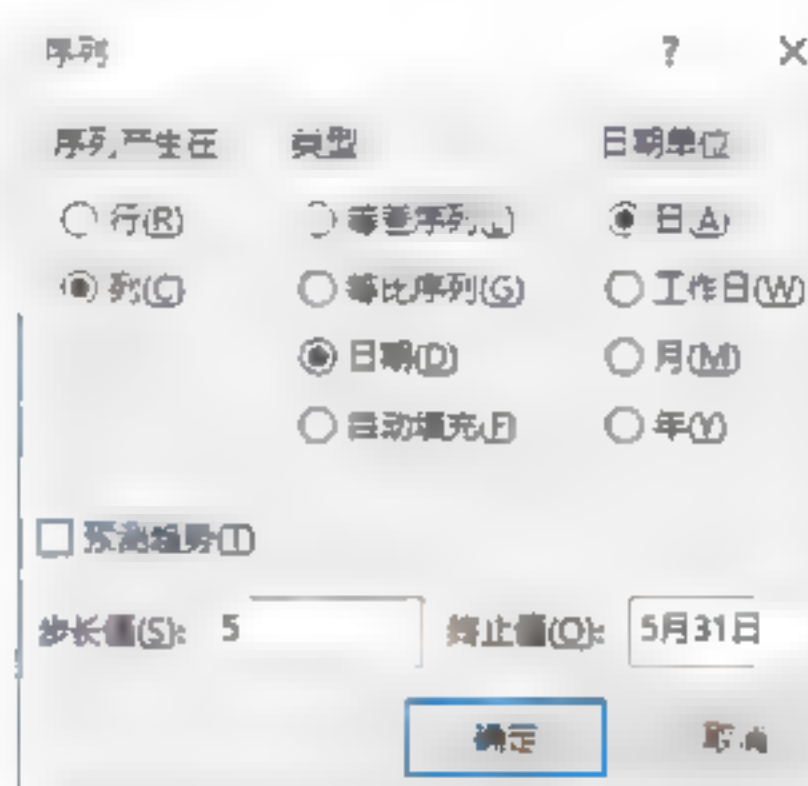 序列 ? ×
序列产生在 类型 日期单位
行(R) 等差序列(L) 日(A)
列(C) 等比序列(G) 工作日(W)
日期(D) 月(M)
自动填充(F) 年(Y)
预测趋势(T)
步长值(S): 5 终止值(O): 5月31日
确定 取消